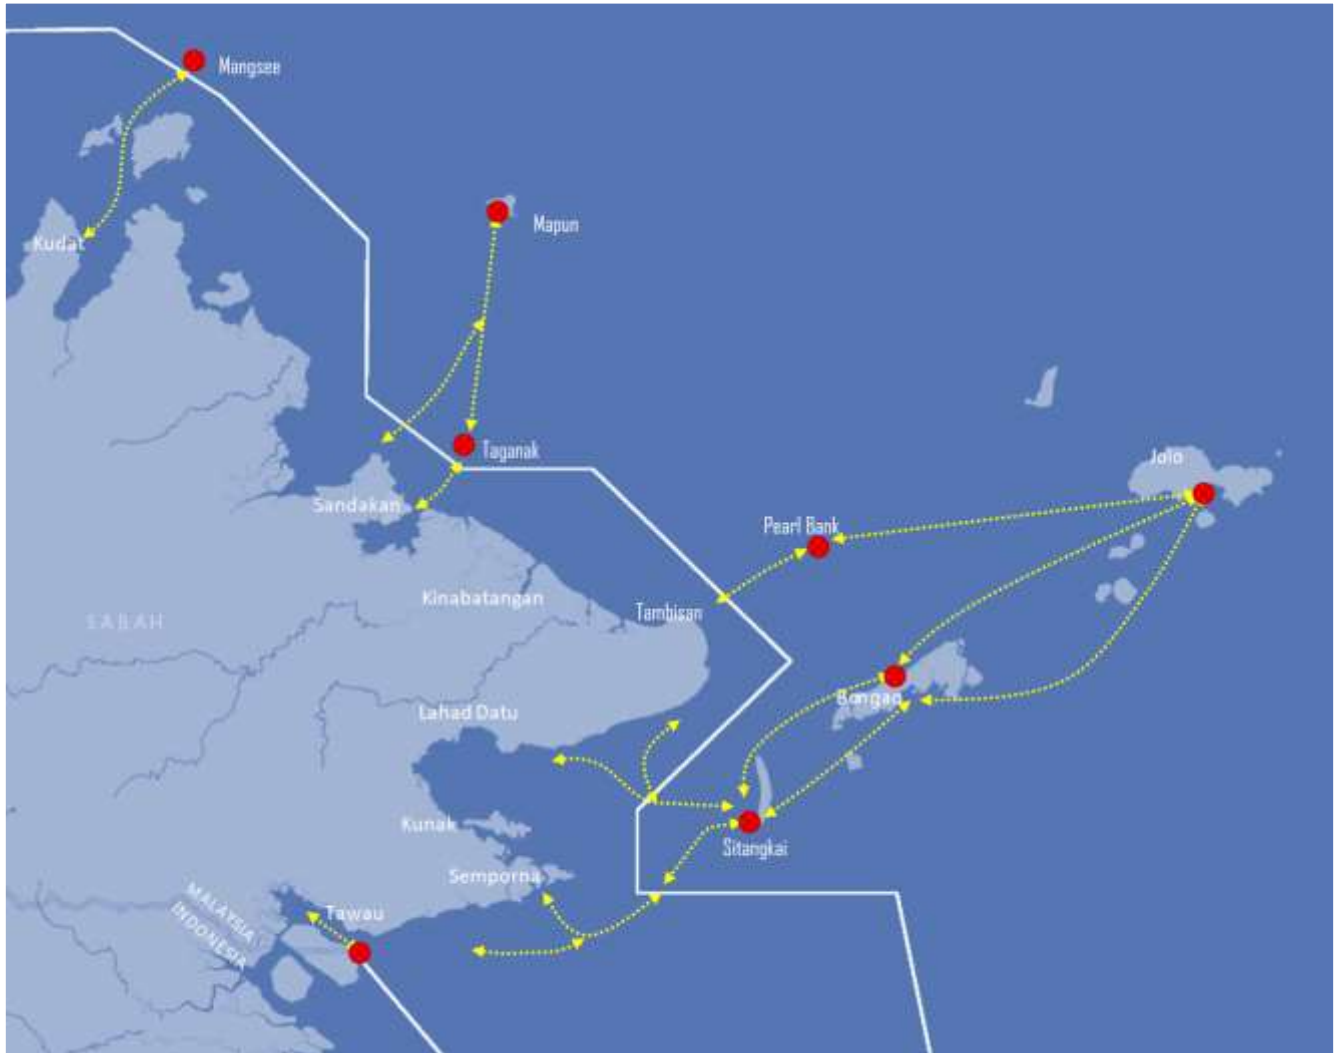 Mangsee
Mapun
Kudat
Taganak
Jolo
Sandakan
Pearl Bank
Kinabatangan
Tambisan
SABAH
Bongao
Lahad Datu
Kunak
Sitangkai
Semporna
MALAYSIA
INDONESIA
Tawau